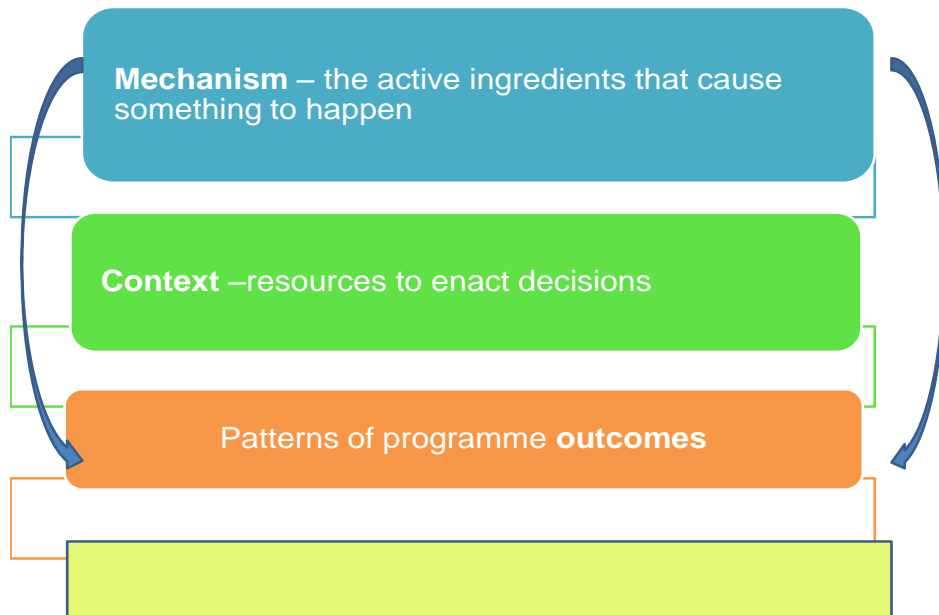 Mechanism – the active ingredients that cause
something to happen
Context –resources to enact decisions
Patterns of programme outcomes